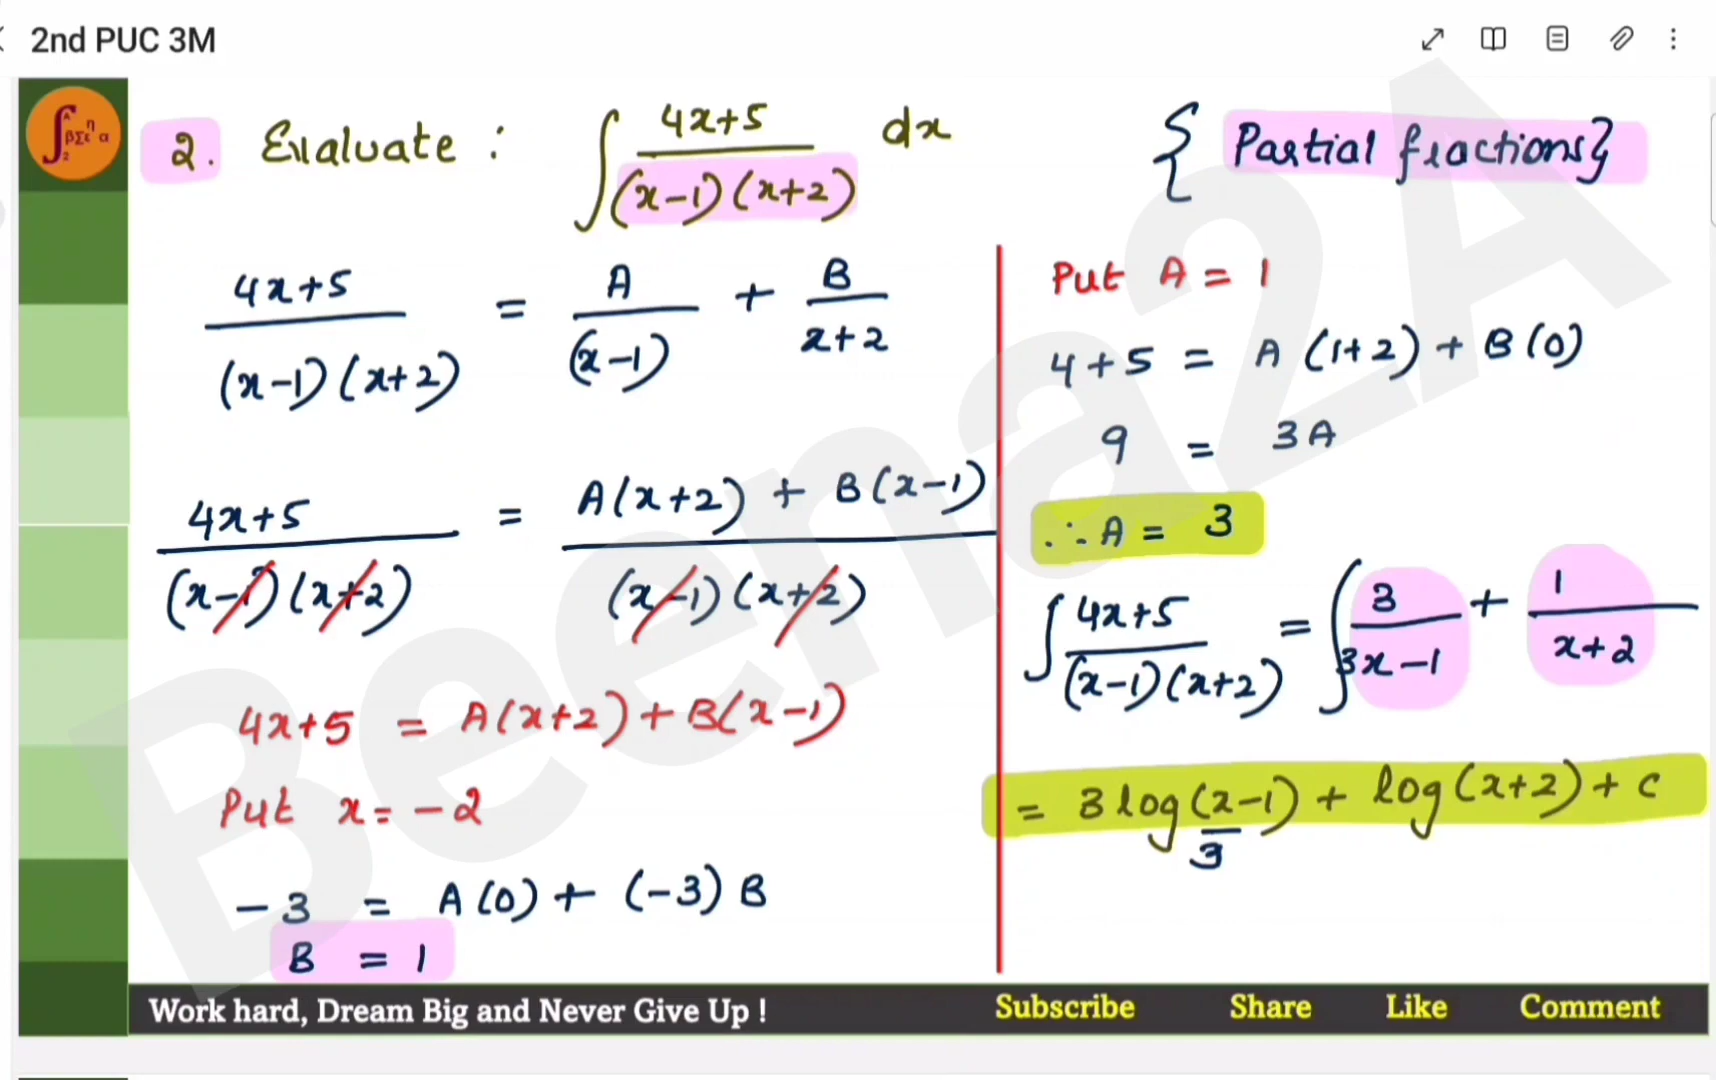 2nd PUC 3M
2. Evaluate : ∫ (4x+5)/((x-1)(x+2)) dx { Partial fractions }
(4x+5)/((x-1)(x+2)) = A/(x-1) + B/(x+2)
(4x+5)/((x-1)(x+2)) = (A(x+2) + B(x-1))/((x-1)(x+2))
4x+5 = A(x+2)+B(x-1)
Put x = -2
-3 = A(0) + (-3) B
B = 1
Put A = 1
4+5 = A (1+2) + B(0)
9 = 3A
∴ A = 3
∫ (4x+5)/((x-1)(x+2)) = ∫ 3/(3x-1) + 1/(x+2)
= 3 log (x-1)/3 + log (x+2) + c
Work hard, Dream Big and Never Give Up ! Subscribe Share Like Comment
Beena2A